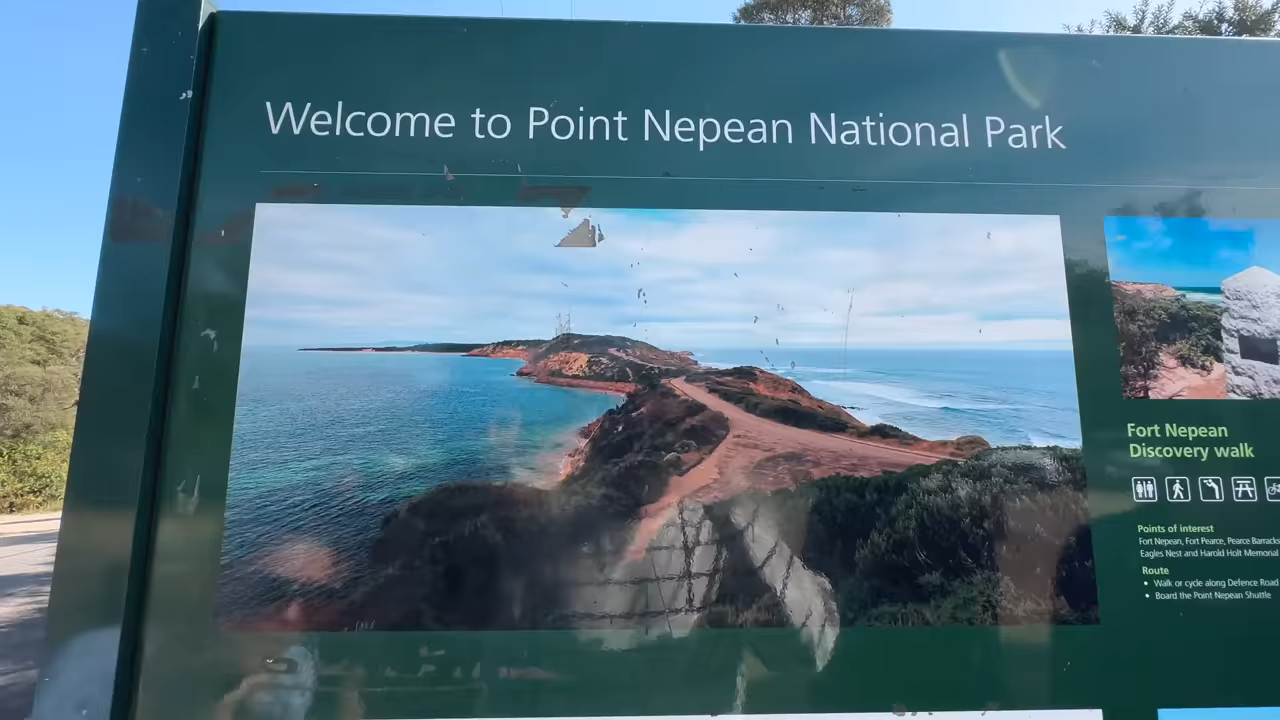 Welcome to Point Nepean National Park
Fort Nepean
Discovery walk
Points of interest
Fort Nepean, Fort Pearce, Pearce Barracks
Eagles Nest and Harold Holt Memorial
Route
• Walk or cycle along Defence Road
• Board the Point Nepean Shuttle